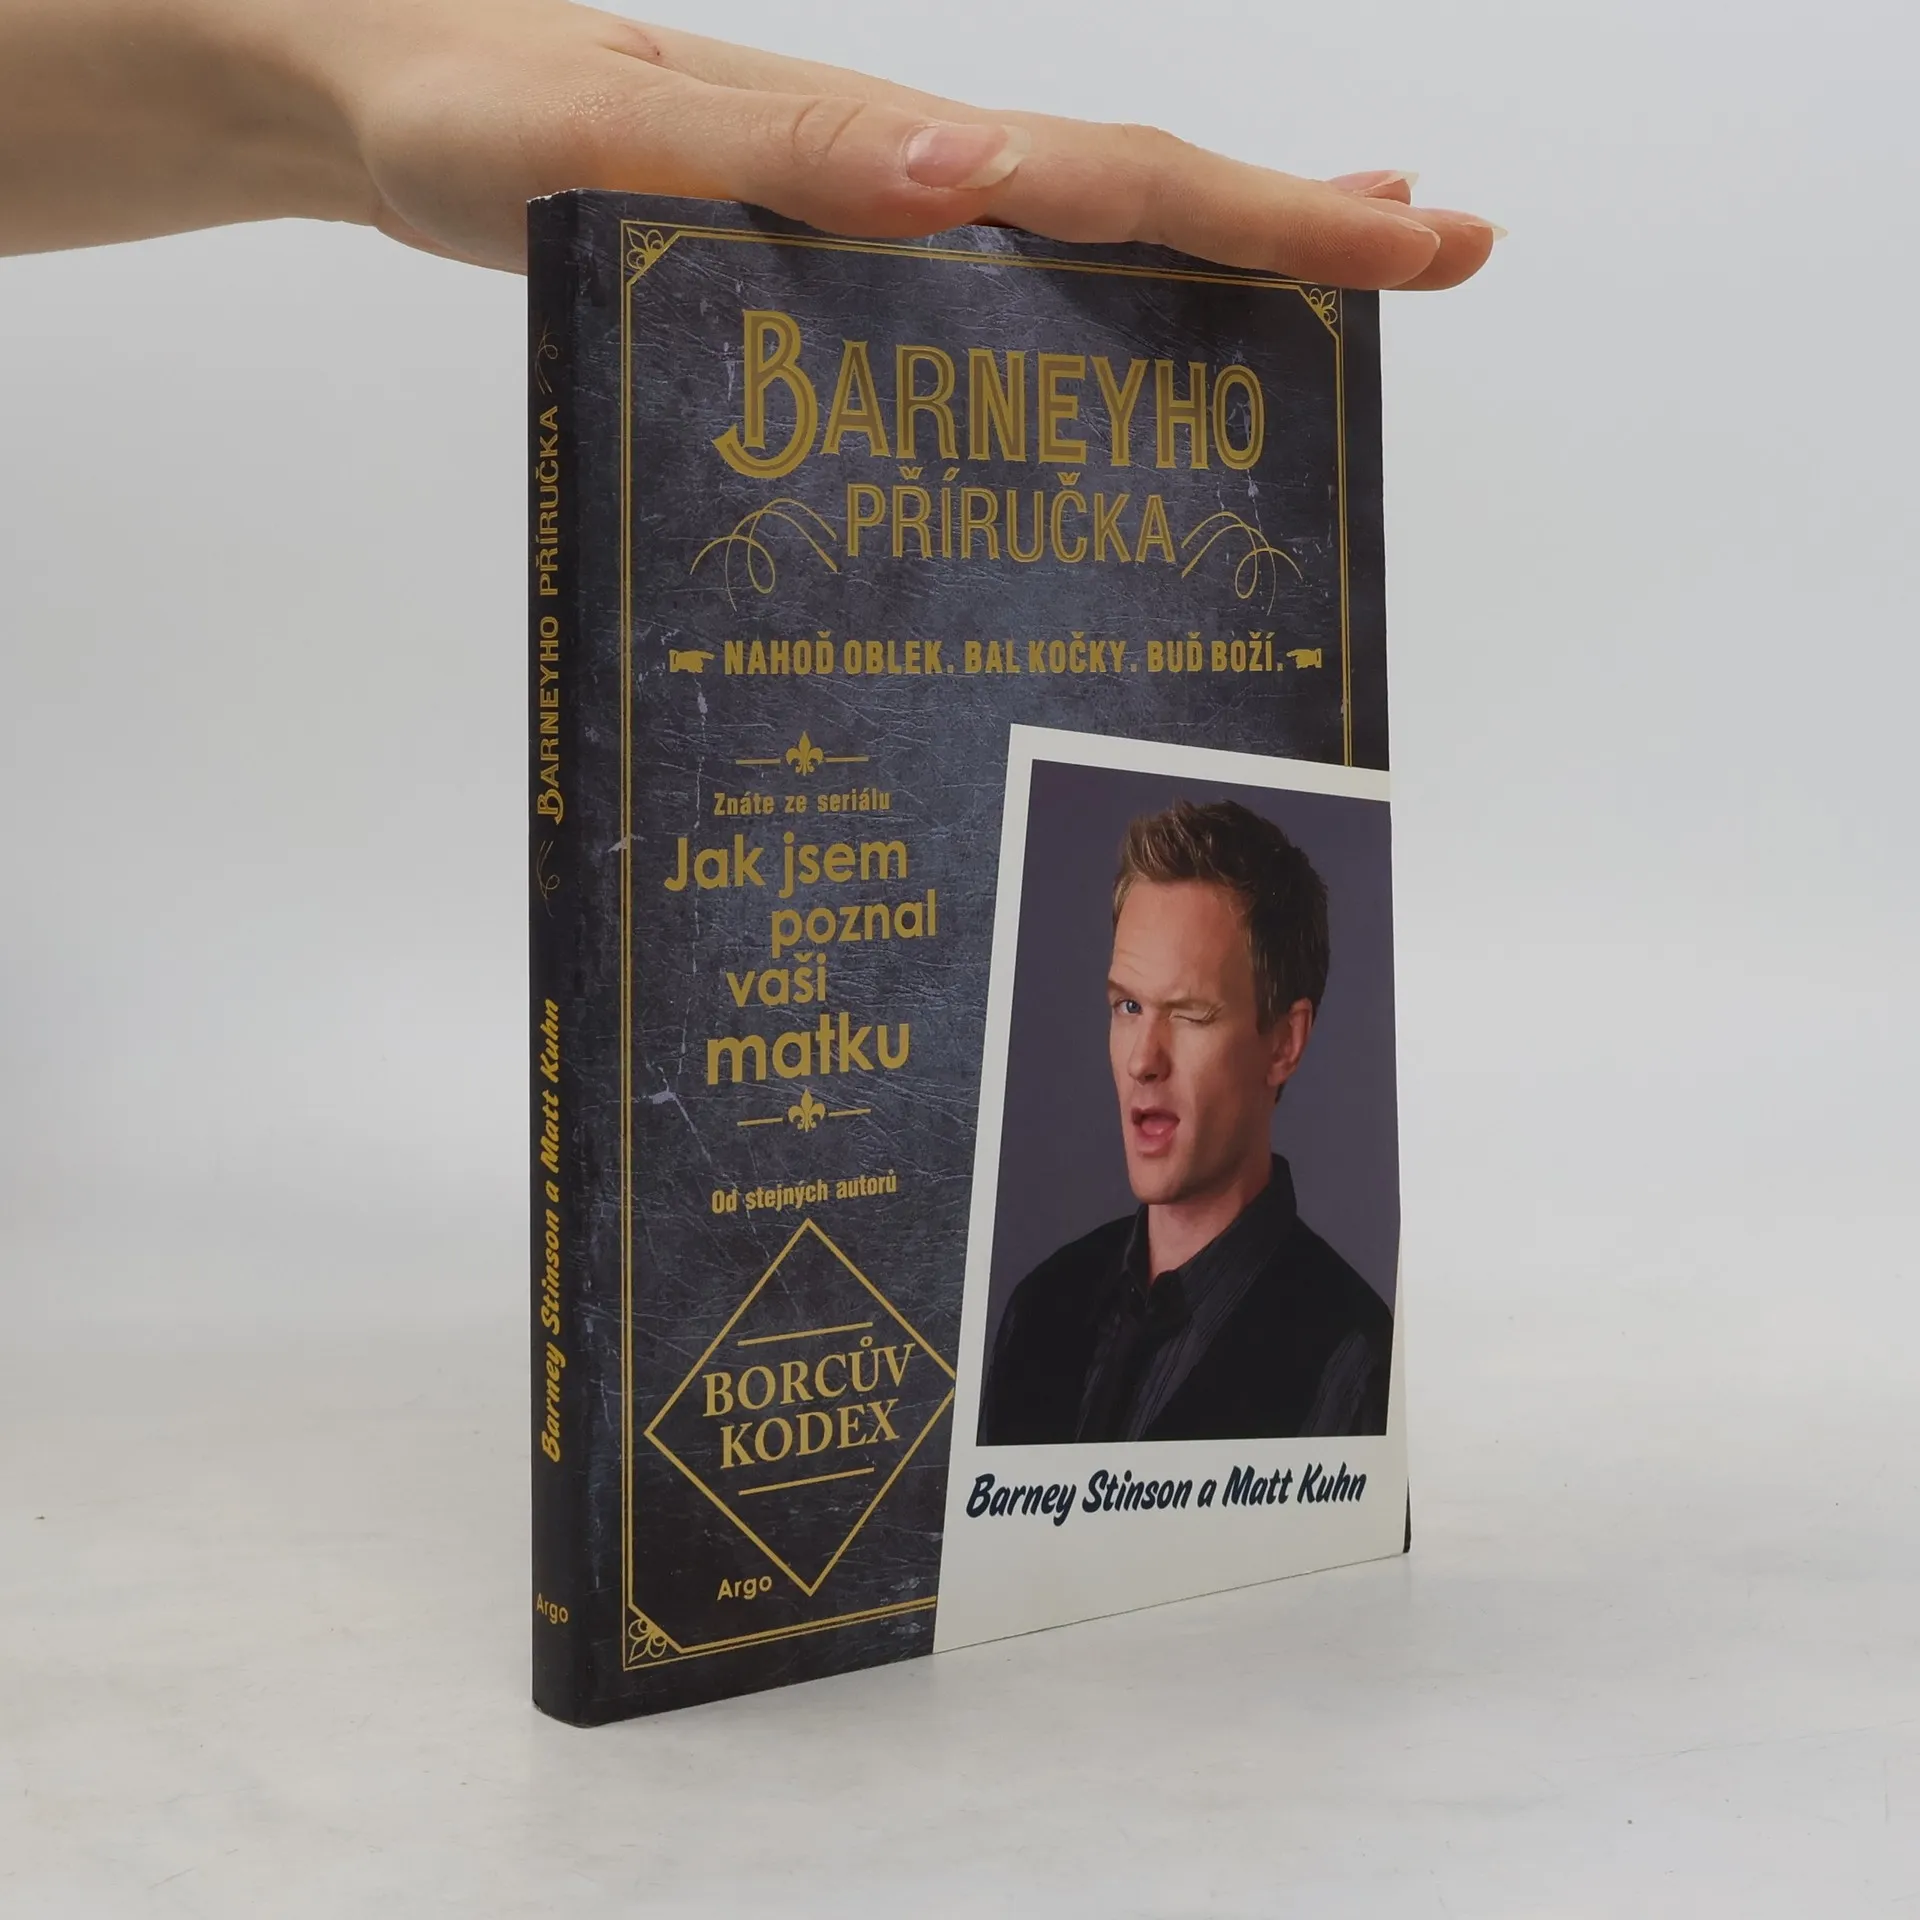 BARNEYHO
PŘÍRUČKA
NAHOĎ OBLEK. BAL KOČKY. BUĎ BOŽÍ.
Znáte ze seriálu
Jak jsem
poznal
vaši
matku
Od stejných autorů
BORCŮV
KODEX
Argo
Barney Stinson a Matt Kuhn
BARNEYHO PŘÍRUČKA
Barney Stinson a Matt Kuhn
Argo